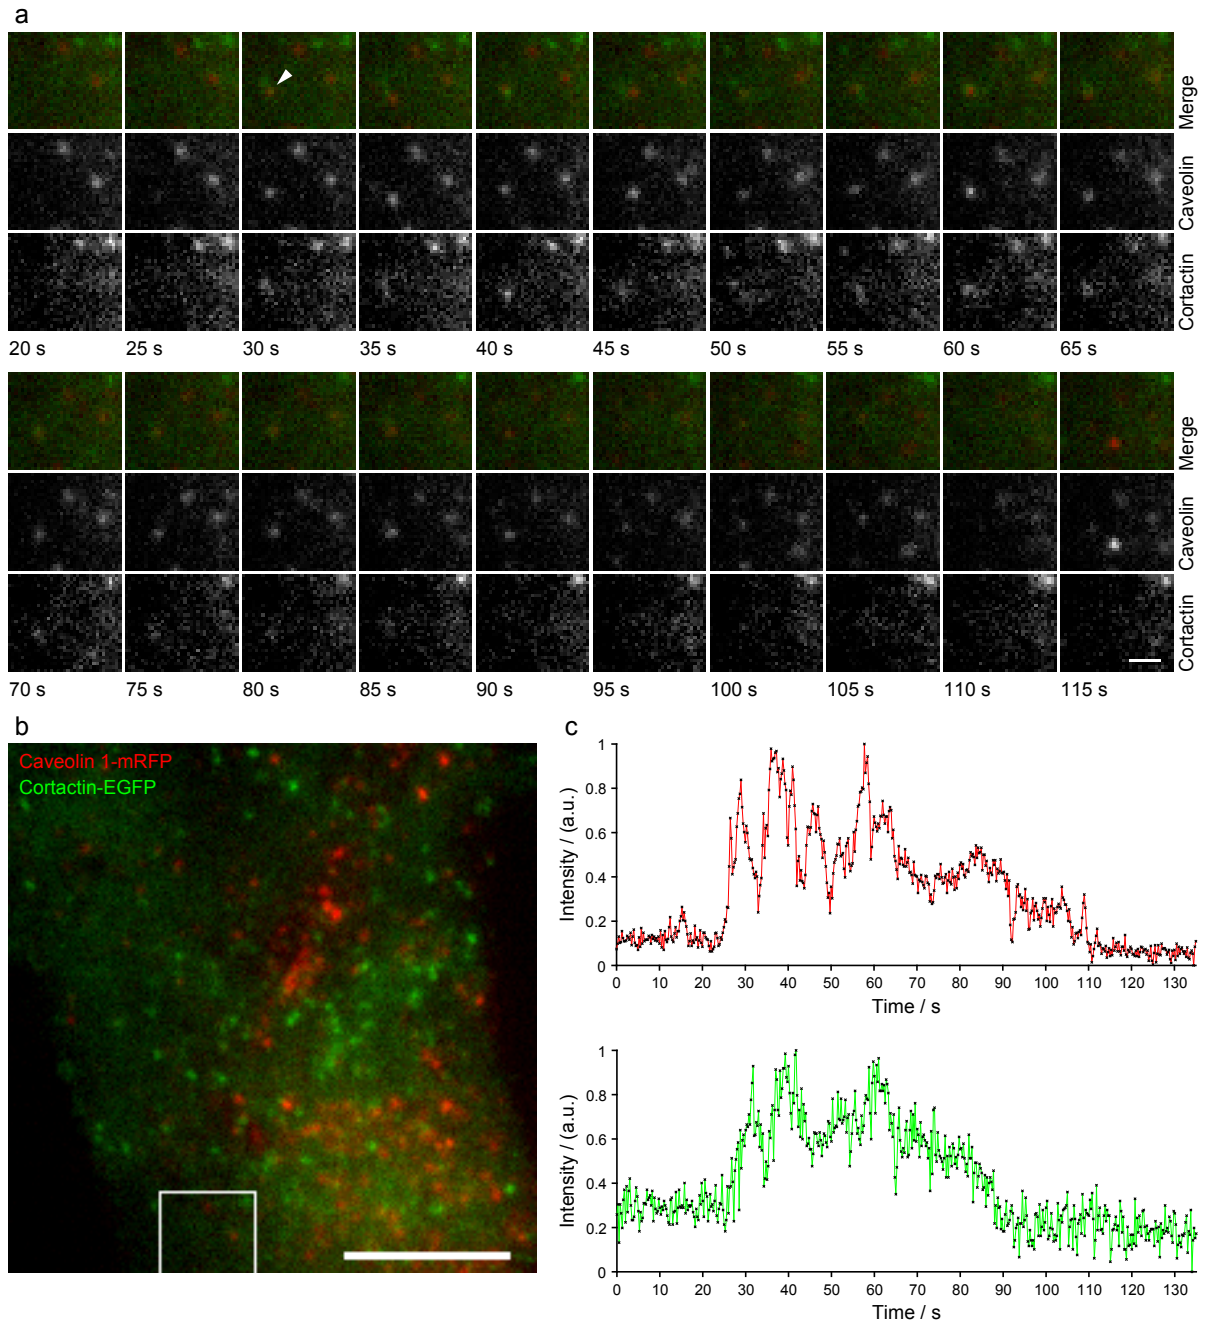 a
Merge
Caveolin
Cortactin
20 s 25 s 30 s 35 s 40 s 45 s 50 s 55 s 60 s 65 s
Merge
Caveolin
Cortactin
70 s 75 s 80 s 85 s 90 s 95 s 100 s 105 s 110 s 115 s
b
Caveolin 1-mRFP
Cortactin-EGFP
c
Intensity / (a.u.)
1
0.8
0.6
0.4
0.2
0
0 10 20 30 40 50 60 70 80 90 100 110 120 130
Time / s
Intensity / (a.u.)
1
0.8
0.6
0.4
0.2
0
0 10 20 30 40 50 60 70 80 90 100 110 120 130
Time / s